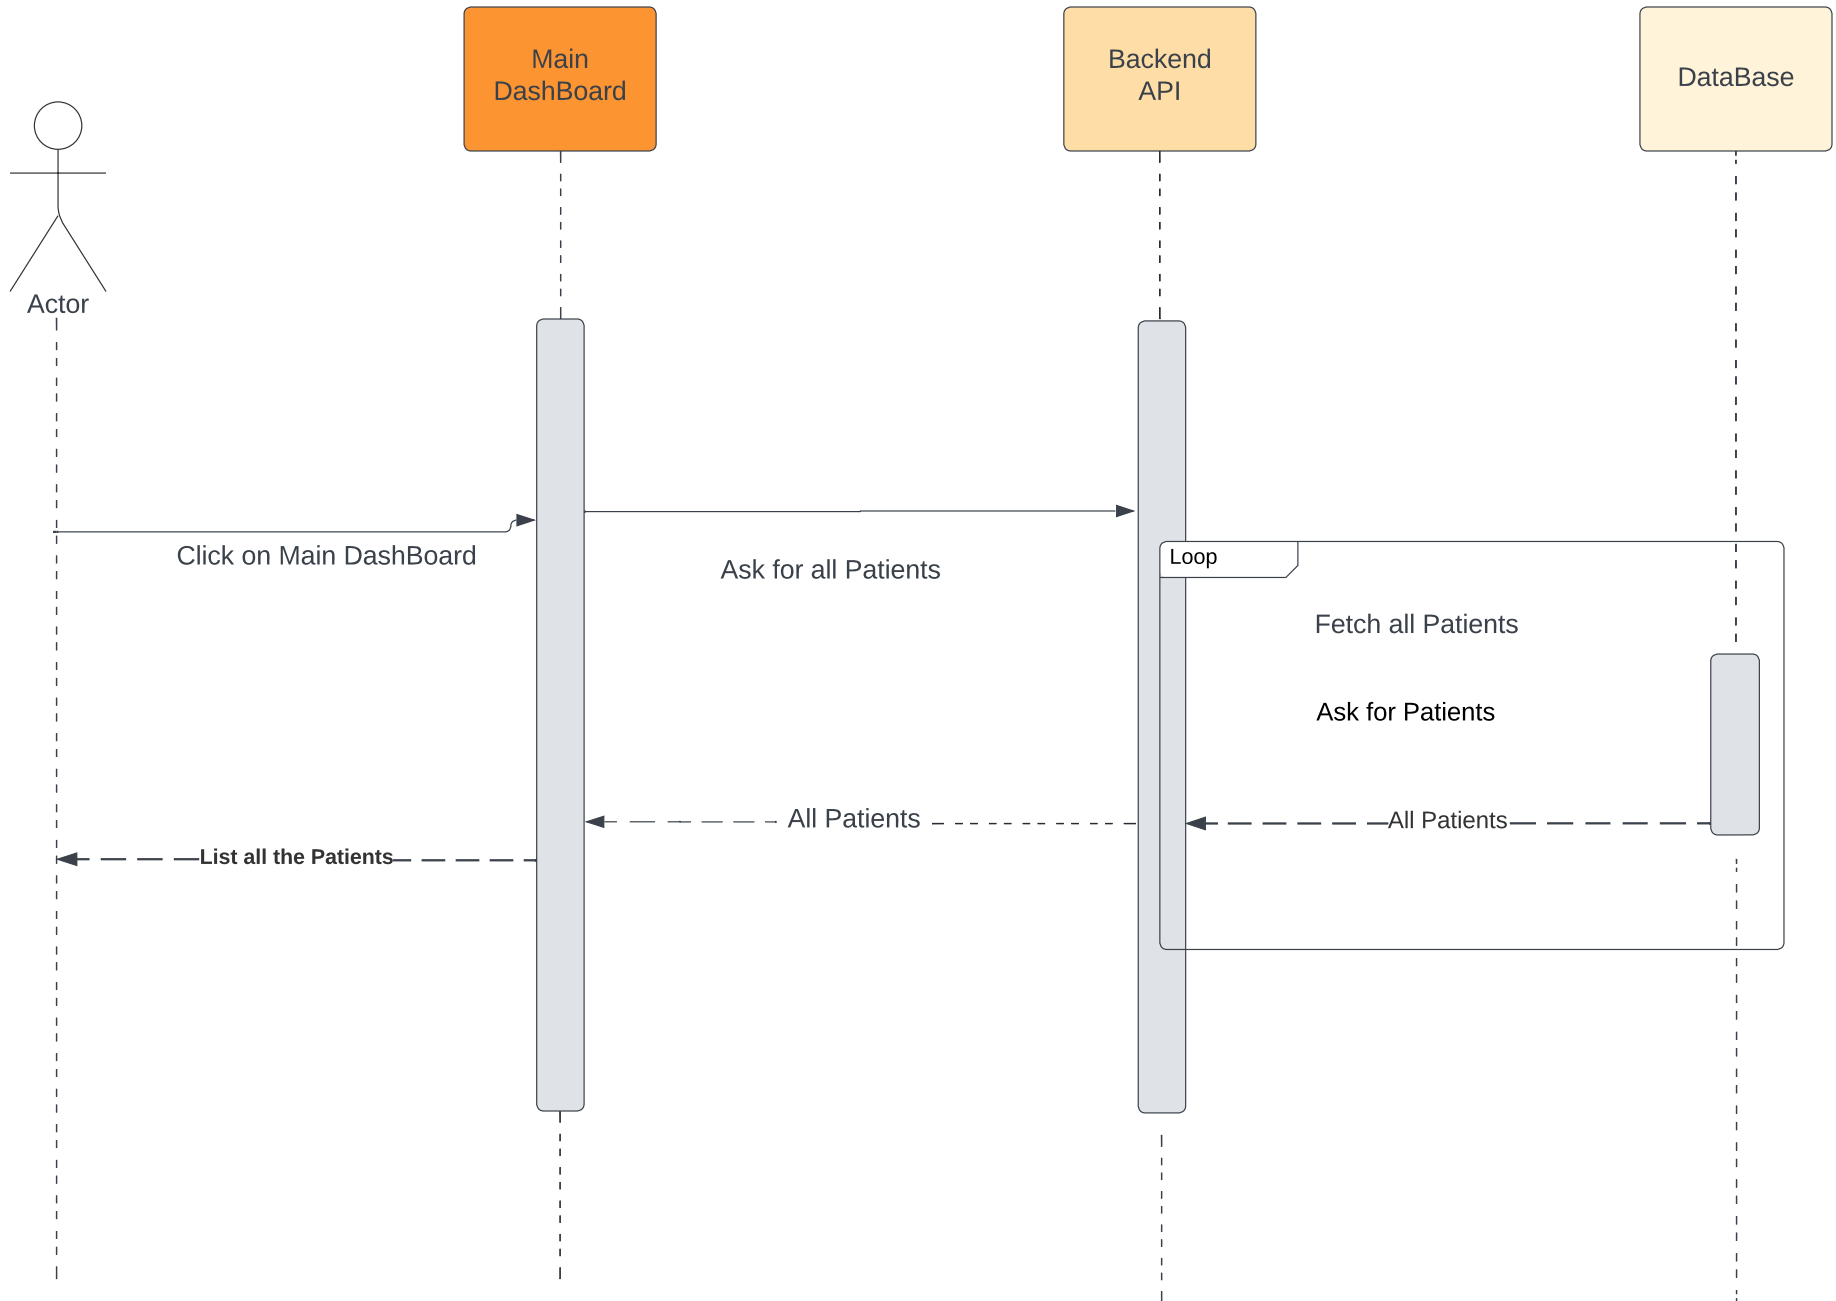 Main
DashBoard
Backend
API
DataBase
Actor
Click on Main DashBoard
Ask for all Patients
Loop
Fetch all Patients
Ask for Patients
All Patients
All Patients
List all the Patients